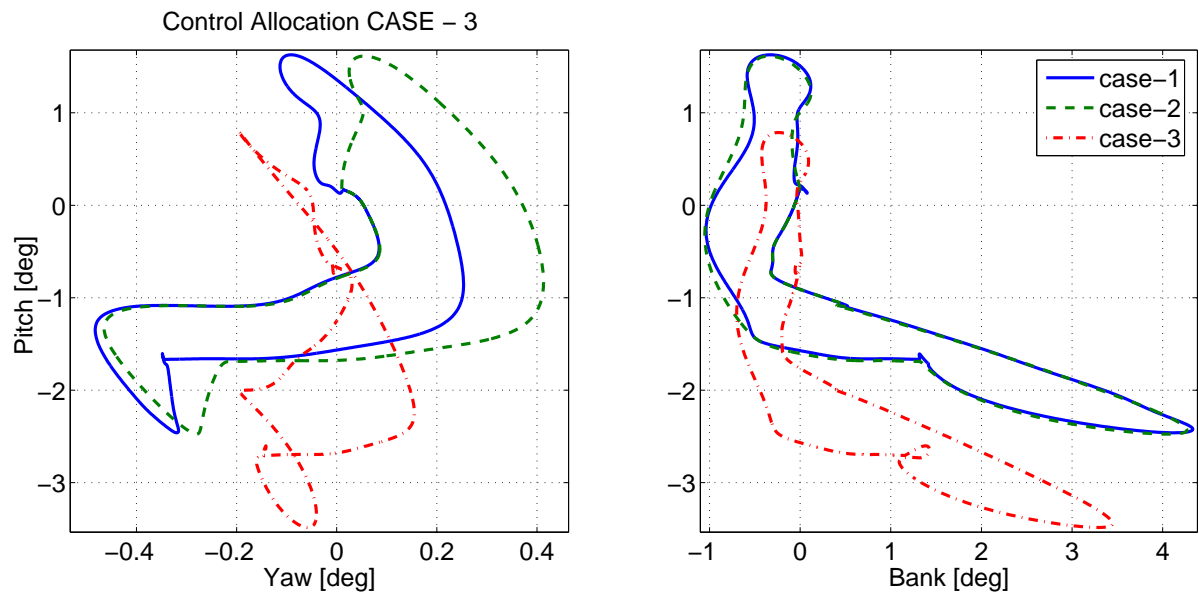 Control Allocation CASE − 3
1
0
−1
−2
−3
Pitch [deg]
−0.4 −0.2 0 0.2 0.4
Yaw [deg]
case−1
case−2
case−3
1
0
−1
−2
−3
−1 0 1 2 3 4
Bank [deg]